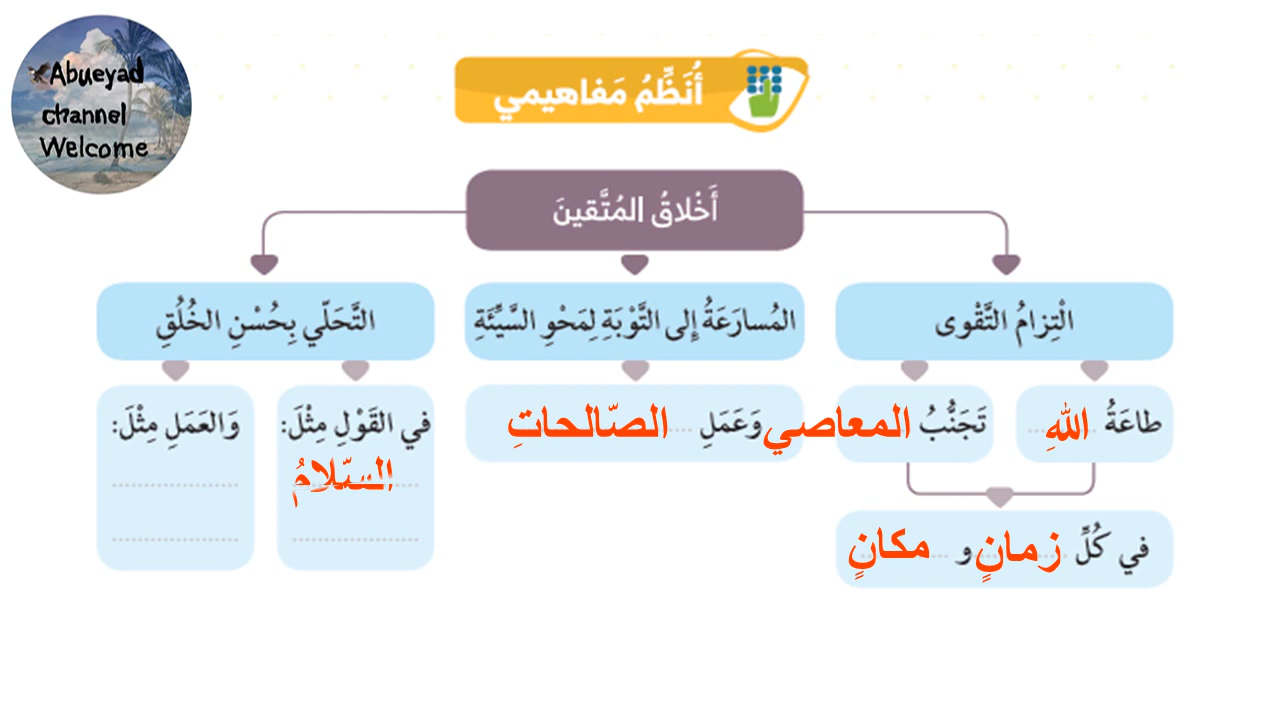 Abueyad
channel
Welcome
أُنَظِّمُ مَفاهيمي
أَخْلاقُ المُتَّقينَ
الْتِزامُ التَّقْوى
المُسارَعَةُ إِلى التَّوْبَةِ لِمَحْوِ السَّيِّئَةِ
التَّحَلّي بِحُسْنِ الخُلُقِ
طاعَةُ اللهِ
تَجَنُّبُ المعاصي
وَعَمَلِ الصّالحاتِ
في القَوْلِ مِثْلَ:
السّلامُ
وَالعَمَلِ مِثْلَ:
في كُلِّ زمانٍ و مكانٍ